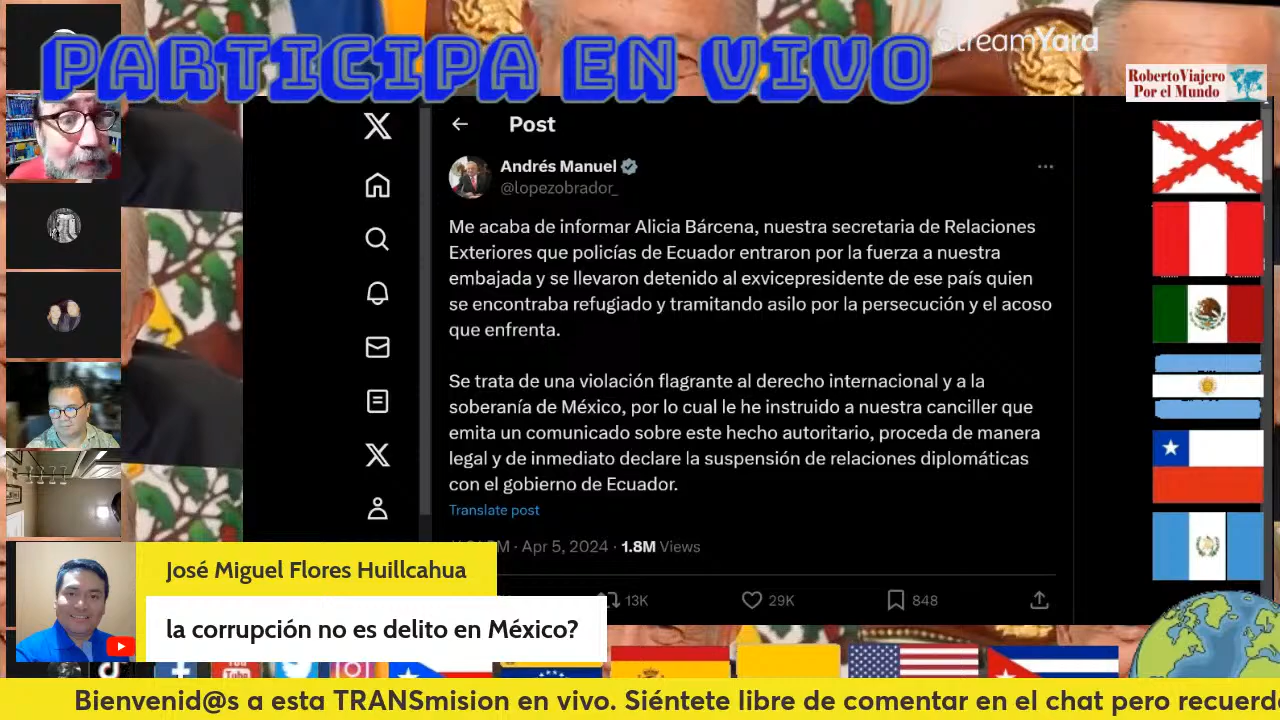 PARTICIPA EN VIVO
StreamYard
RobertoViajero
Por el Mundo
Post
Andrés Manuel
@lopezobrador_
Me acaba de informar Alicia Bárcena, nuestra secretaria de Relaciones
Exteriores que policías de Ecuador entraron por la fuerza a nuestra
embajada y se llevaron detenido al exvicepresidente de ese país quien
se encontraba refugiado y tramitando asilo por la persecución y el acoso
que enfrenta.
Se trata de una violación flagrante al derecho internacional y a la
soberanía de México, por lo cual le he instruido a nuestra canciller que
emita un comunicado sobre este hecho autoritario, proceda de manera
legal y de inmediato declare la suspensión de relaciones diplomáticas
con el gobierno de Ecuador.
Translate post
· Apr 5, 2024 · 1.8M Views
13K 29K 848
José Miguel Flores Huillcahua
la corrupción no es delito en México?
You
Tube
Bienvenid@s a esta TRANSmision en vivo. Siéntete libre de comentar en el chat pero recuerd